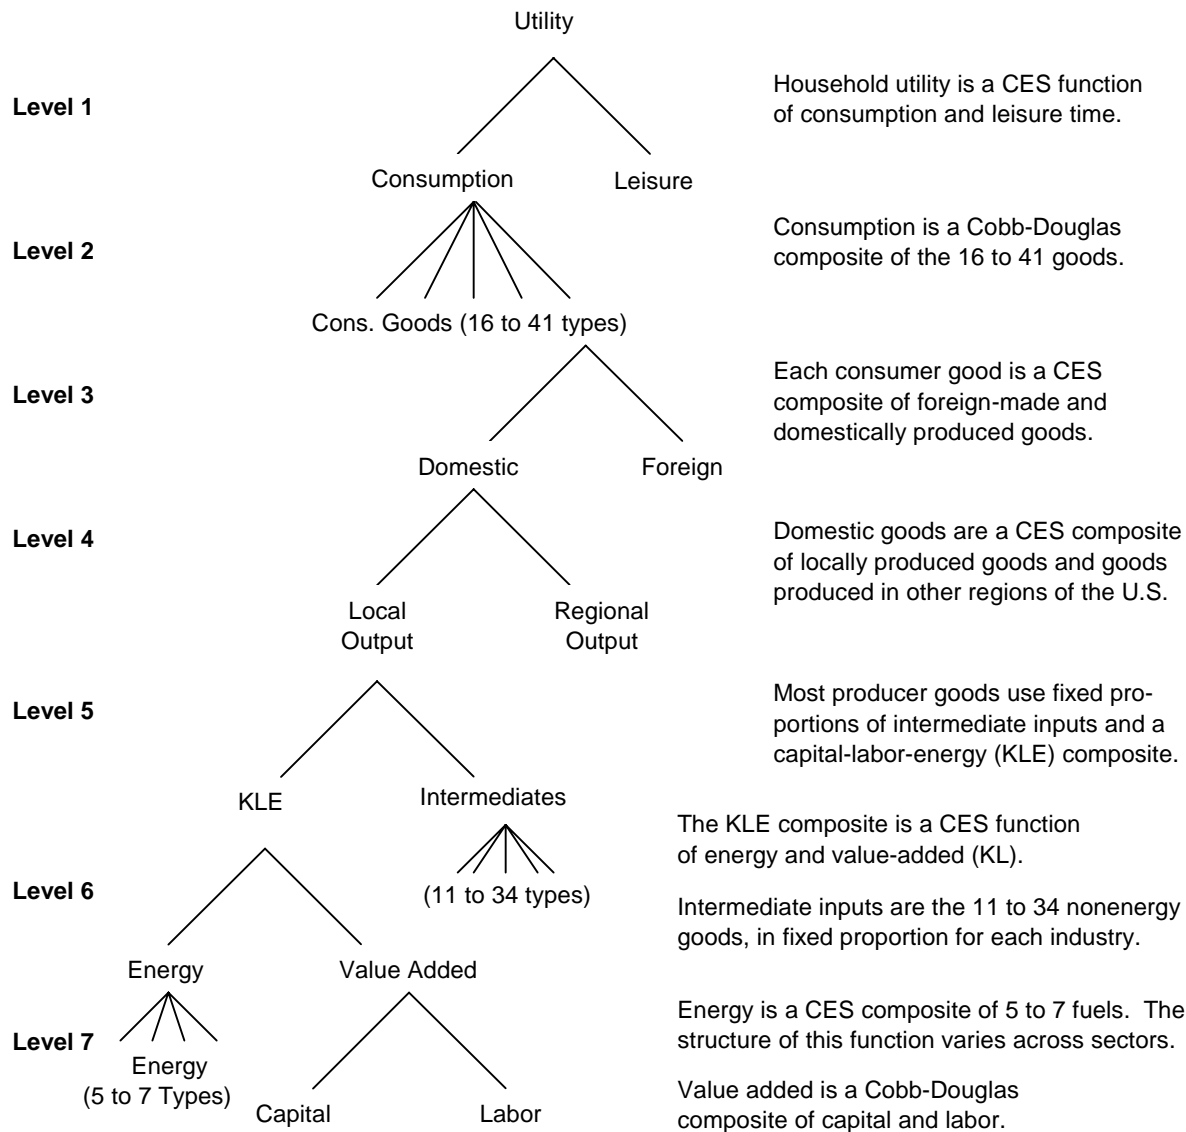 Utility
Level 1
Household utility is a CES function
of consumption and leisure time.
Consumption
Leisure
Level 2
Consumption is a Cobb-Douglas
composite of the 16 to 41 goods.
Cons. Goods (16 to 41 types)
Level 3
Each consumer good is a CES
composite of foreign-made and
domestically produced goods.
Domestic
Foreign
Level 4
Domestic goods are a CES composite
of locally produced goods and goods
produced in other regions of the U.S.
Local
Output
Regional
Output
Level 5
Most producer goods use fixed pro-
portions of intermediate inputs and a
capital-labor-energy (KLE) composite.
KLE
Intermediates
The KLE composite is a CES function
of energy and value-added (KL).
Level 6
(11 to 34 types)
Intermediate inputs are the 11 to 34 nonenergy
goods, in fixed proportion for each industry.
Energy
Value Added
Level 7
Energy is a CES composite of 5 to 7 fuels. The
structure of this function varies across sectors.
Energy
(5 to 7 Types)
Capital
Labor
Value added is a Cobb-Douglas
composite of capital and labor.